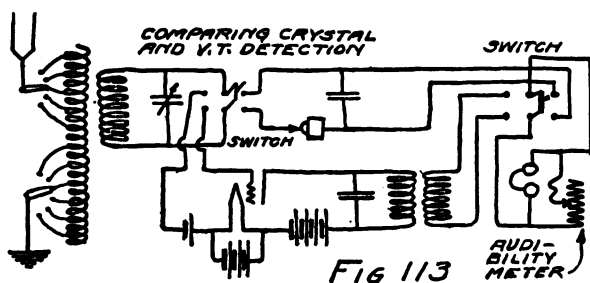 COMPARING CRYSTAL
AND V.T. DETECTION
SWITCH
SWITCH
FIG 113
AUDI-
BILITY
METER